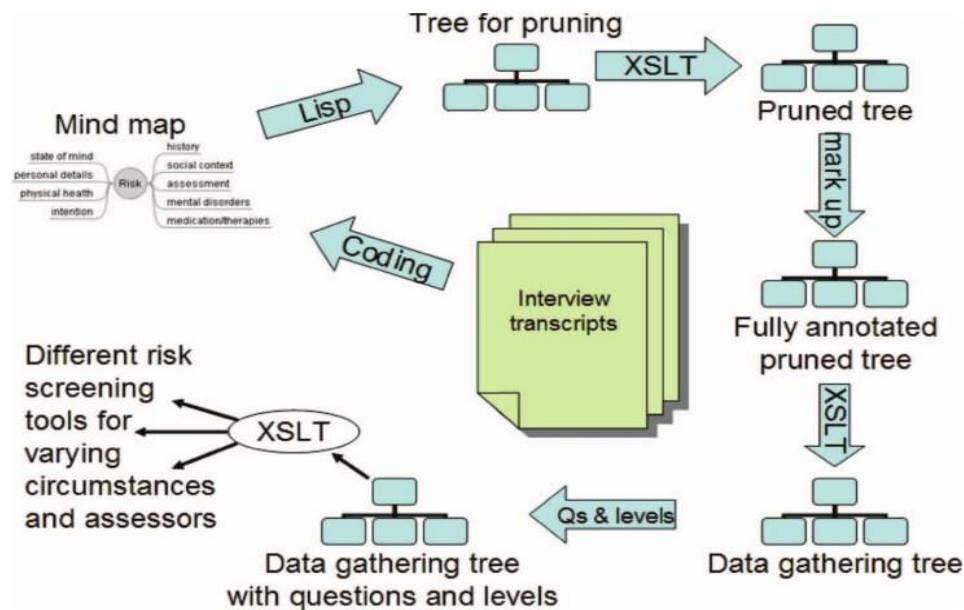 Tree for pruning
XSLT
Pruned tree
Lisp
Mind map
state of mind
personal details
physical health
intention
Risk
history
social context
assessment
mental disorders
medication/therapies
mark up
Coding
Interview
transcripts
Fully annotated
pruned tree
XSLT
Data gathering tree
Qs & levels
Data gathering tree
with questions and levels
XSLT
Different risk
screening
tools for
varying
circumstances
and assessors